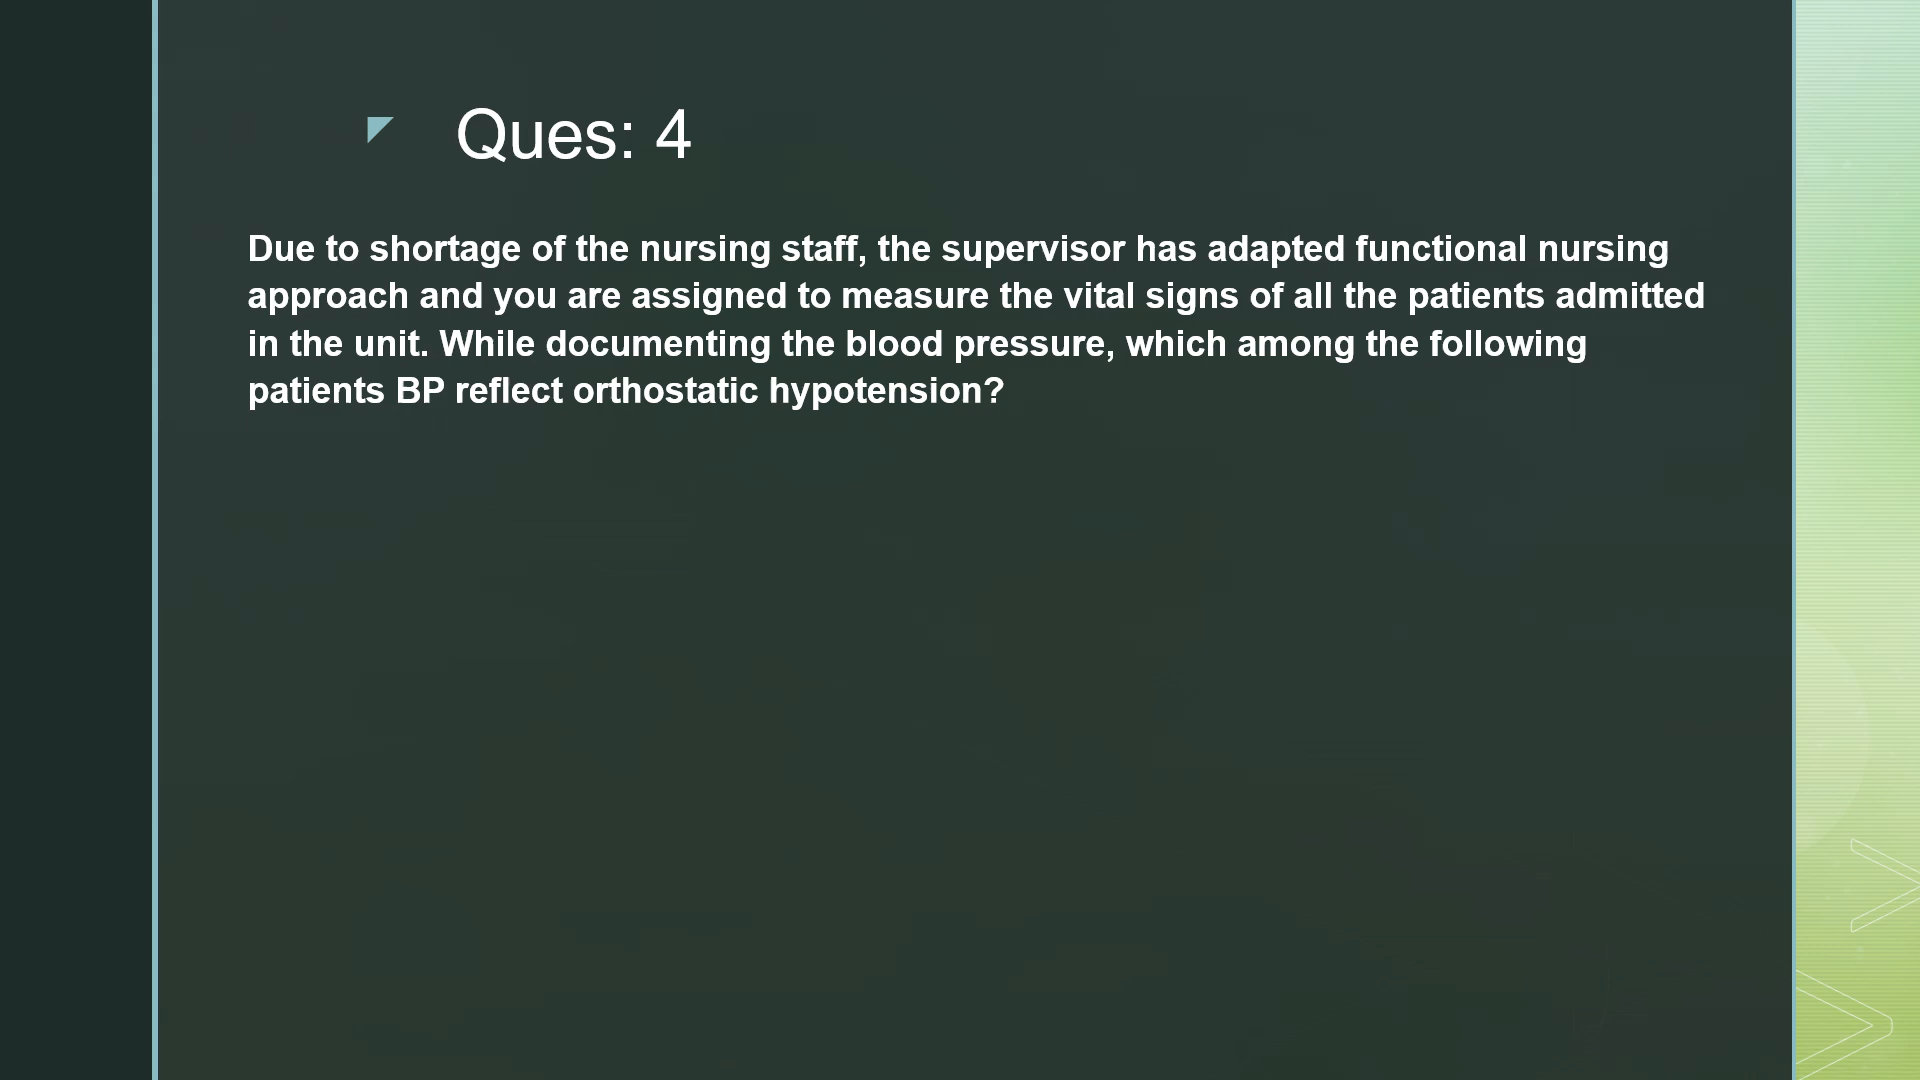 Ques: 4
Due to shortage of the nursing staff, the supervisor has adapted functional nursing
approach and you are assigned to measure the vital signs of all the patients admitted
in the unit. While documenting the blood pressure, which among the following
patients BP reflect orthostatic hypotension?